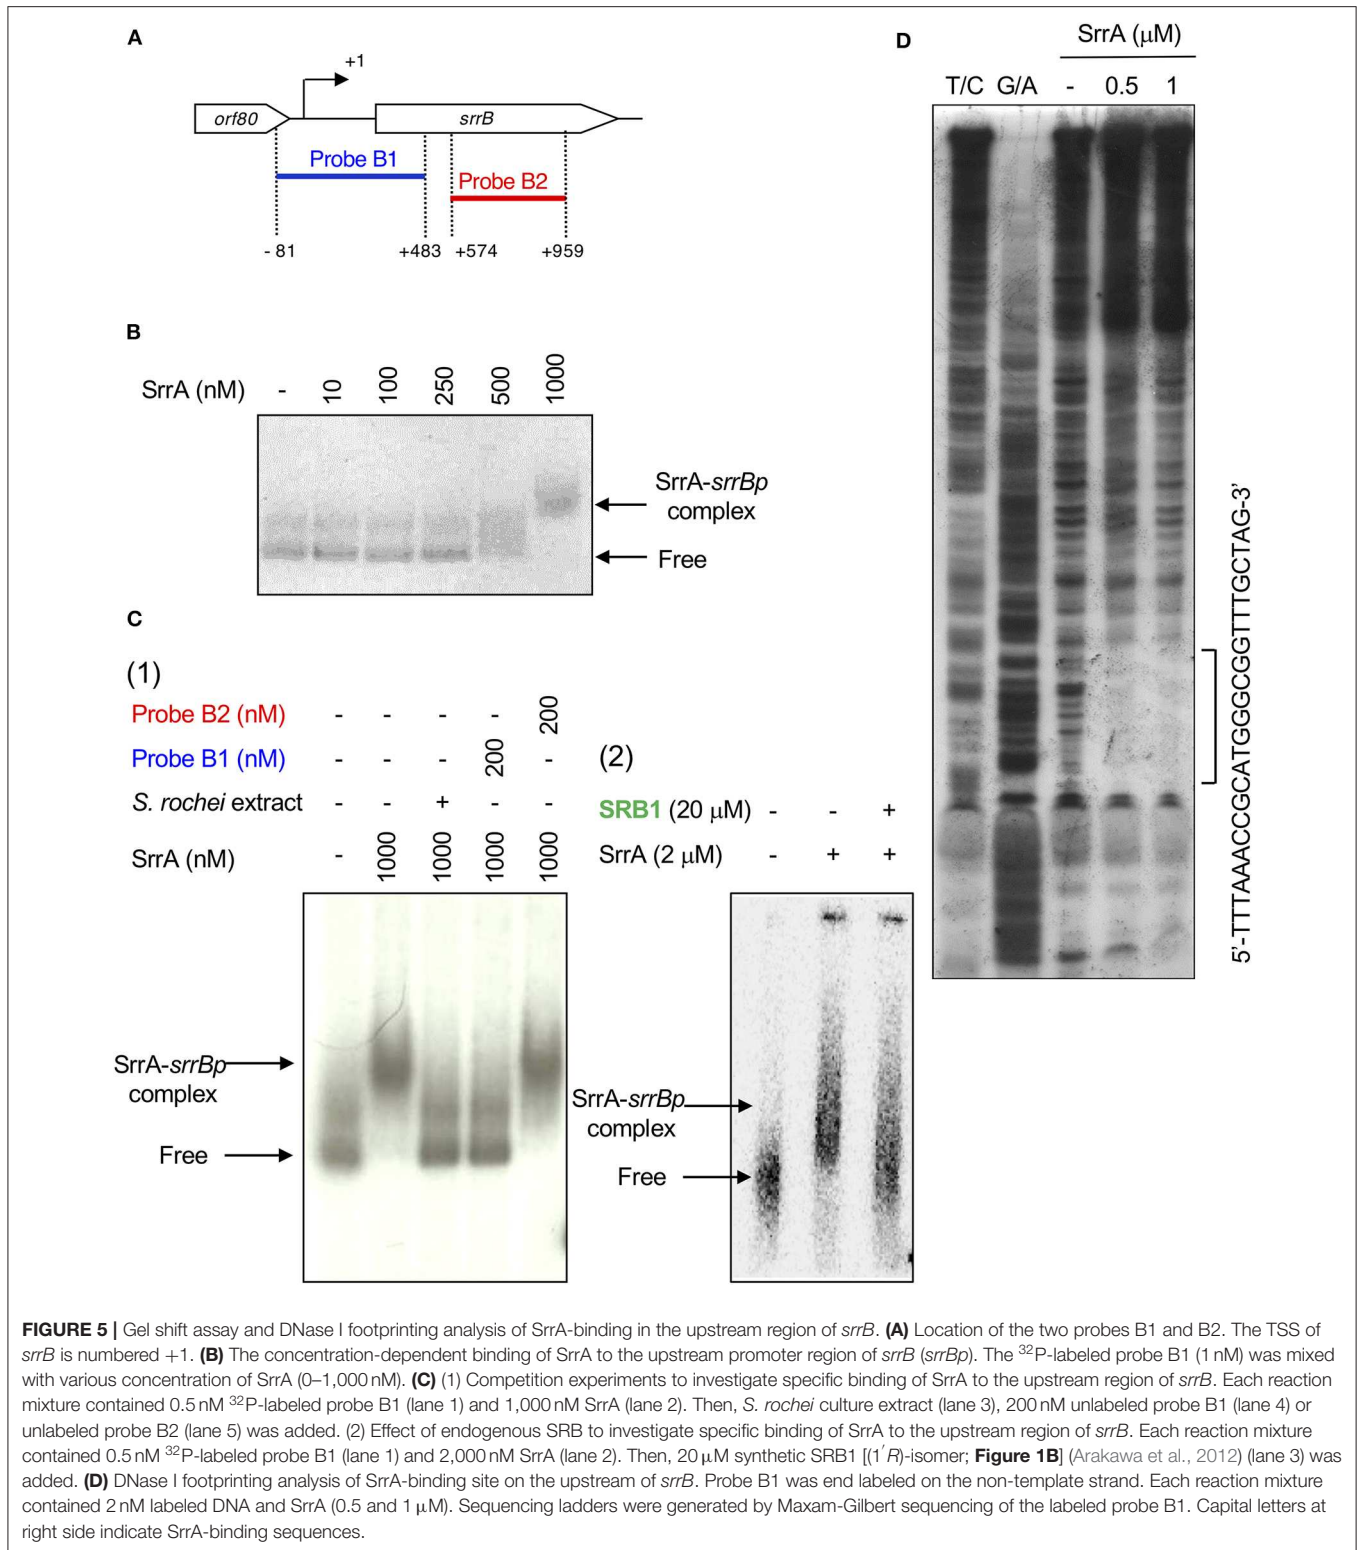 A
+1
orf80
srrB
Probe B1
Probe B2
- 81
+483
+574
+959
B
SrrA (nM)
-
10
100
250
500
1000
SrrA-srrBp
complex
Free
C
(1)
Probe B2 (nM)
-
-
-
-
200
Probe B1 (nM)
-
-
-
200
-
S. rochei extract
-
-
+
-
-
SrrA (nM)
-
1000
1000
1000
1000
SrrA-srrBp
complex
Free
(2)
SRB1 (20 μM)
-
-
+
SrrA (2 μM)
-
+
+
SrrA-srrBp
complex
Free
D
SrrA (μM)
T/C G/A - 0.5 1
5'-TTTAAACCGCATGGGCGGTTTGCTAG-3'
FIGURE 5 | Gel shift assay and DNase I footprinting analysis of SrrA-binding in the upstream region of srrB. (A) Location of the two probes B1 and B2. The TSS of
srrB is numbered +1. (B) The concentration-dependent binding of SrrA to the upstream promoter region of srrB (srrBp). The 32P-labeled probe B1 (1 nM) was mixed
with various concentration of SrrA (0–1,000 nM). (C) (1) Competition experiments to investigate specific binding of SrrA to the upstream region of srrB. Each reaction
mixture contained 0.5 nM 32P-labeled probe B1 (lane 1) and 1,000 nM SrrA (lane 2). Then, S. rochei culture extract (lane 3), 200 nM unlabeled probe B1 (lane 4) or
unlabeled probe B2 (lane 5) was added. (2) Effect of endogenous SRB to investigate specific binding of SrrA to the upstream region of srrB. Each reaction mixture
contained 0.5 nM 32P-labeled probe B1 (lane 1) and 2,000 nM SrrA (lane 2). Then, 20 μM synthetic SRB1 [(1′R)-isomer; Figure 1B] (Arakawa et al., 2012) (lane 3) was
added. (D) DNase I footprinting analysis of SrrA-binding site on the upstream of srrB. Probe B1 was end labeled on the non-template strand. Each reaction mixture
contained 2 nM labeled DNA and SrrA (0.5 and 1 μM). Sequencing ladders were generated by Maxam-Gilbert sequencing of the labeled probe B1. Capital letters at
right side indicate SrrA-binding sequences.